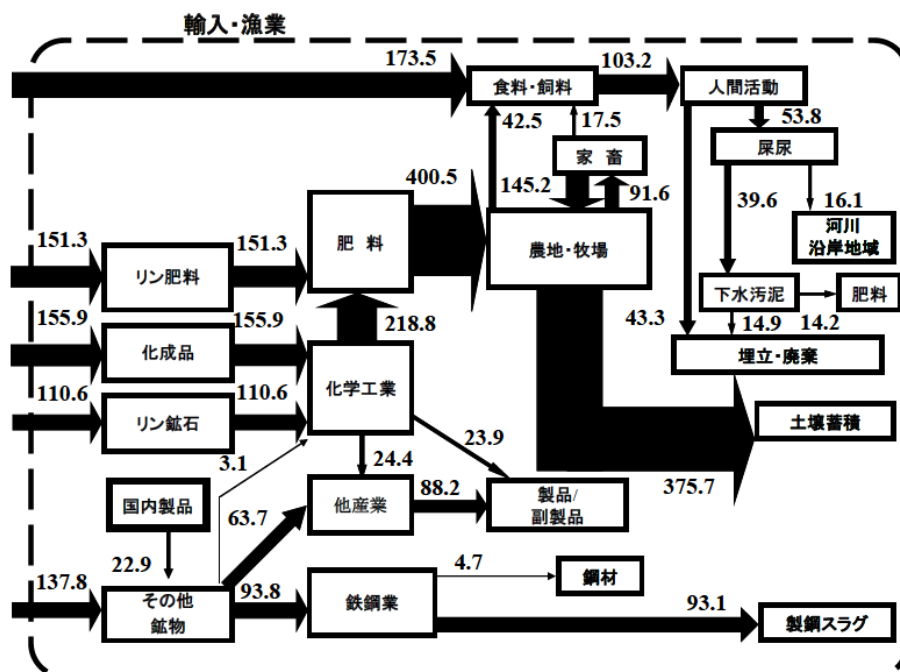 輸入・漁業
173.5
食料・飼料
103.2
人間活動
53.8
42.5
17.5
家 畜
屎尿
400.5
145.2
91.6
39.6
16.1
河川
沿岸地域
151.3
リン肥料
151.3
肥 料
農地・牧場
下水汚泥
肥料
155.9
化成品
155.9
218.8
43.3
14.9
14.2
埋立・廃棄
110.6
リン鉱石
110.6
化学工業
土壌蓄積
3.1
24.4
23.9
375.7
国内製品
63.7
他産業
88.2
製品/
副製品
22.9
4.7
鋼材
137.8
その他
鉱物
93.8
鉄鋼業
93.1
製鋼スラグ